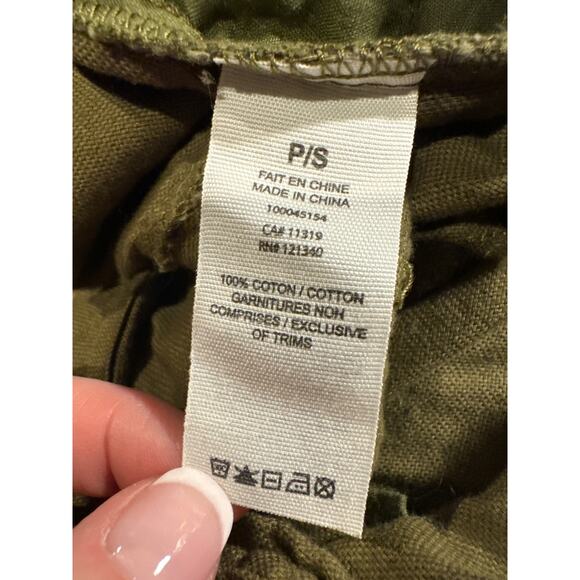 P/S
FAIT EN CHINE
MADE IN CHINA
100045154
CA# 11319
RN# 121340
100% COTON / COTTON
GARNITURES NON
COMPRISES / EXCLUSIVE
OF TRIMS